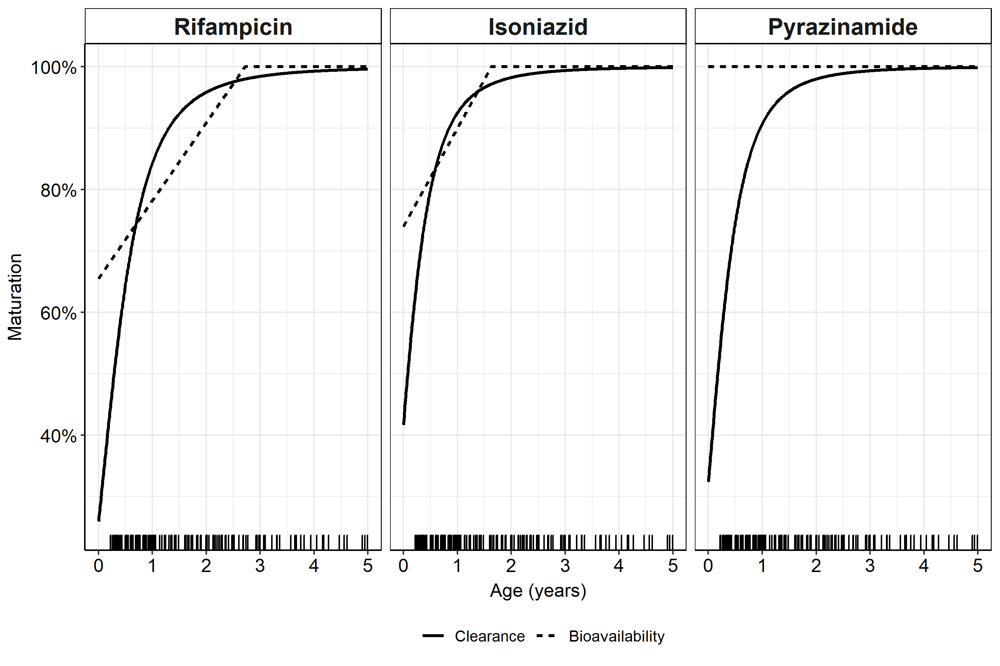 Rifampicin Isoniazid Pyrazinamide
100%
80%
60%
40%
Maturation
0 1 2 3 4 5 0 1 2 3 4 5 0 1 2 3 4 5
Age (years)
Clearance Bioavailability